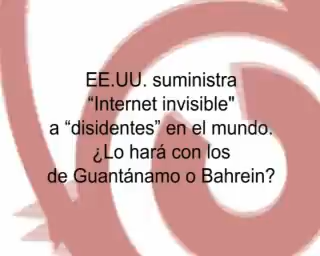 EE.UU. suministra
“Internet invisible"
a “disidentes” en el mundo.
¿Lo hará con los
de Guantánamo o Bahrein?